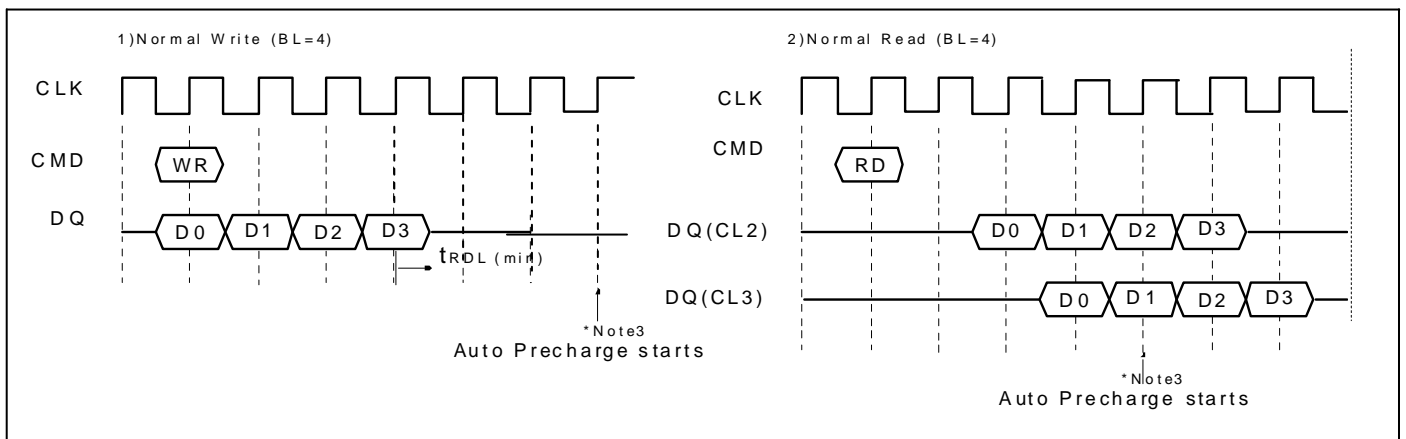 1)Normal Write (BL=4)
CLK
CMD
WR
DQ
D0 D1 D2 D3
tRDL (min)
*Note3
Auto Precharge starts
2)Normal Read (BL=4)
CLK
CMD
RD
DQ(CL2)
D0 D1 D2 D3
DQ(CL3)
D0 D1 D2 D3
*Note3
Auto Precharge starts